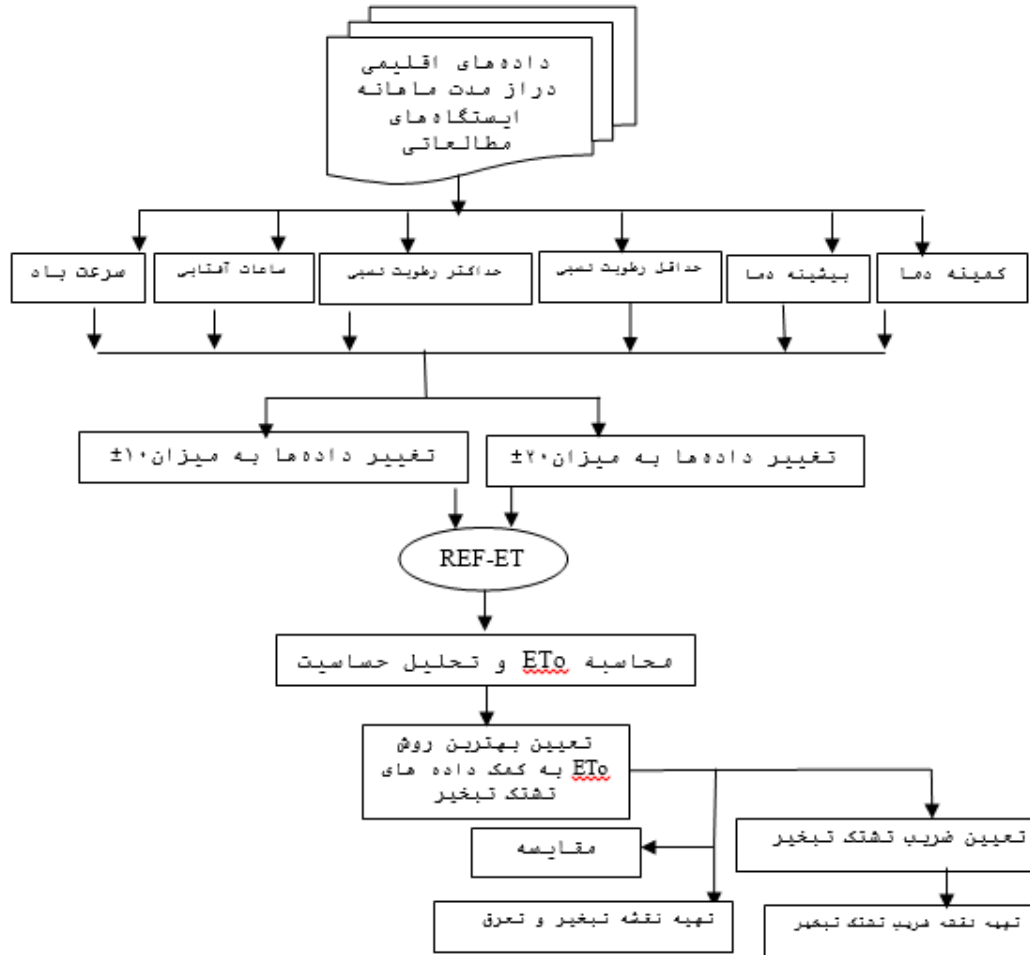 داده‌های اقلیمی
دراز مدت ماهانه
ایستگاه‌های
مطالعاتی
کمینه دما
بیشینه دما
حداقل رطوبت نسبی
حداکثر رطوبت نسبی
ساعات آفتابی
سرعت باد
تغییر داده‌ها به میزان۲۰±
تغییر داده‌ها به میزان۱۰±
REF-ET
محاسبه ETo و تحلیل حساسیت
تعیین بهترین روش
ETo به کمک داده های
تشتک تبخیر
تعیین ضریب تشتک تبخیر
مقایسه
تهیه نقشه ضریب تشتک تبخیر
تهیه نقشه تبخیر و تعرق